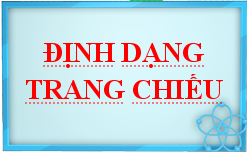 ĐỊNH DẠNG
TRANG CHIẾU